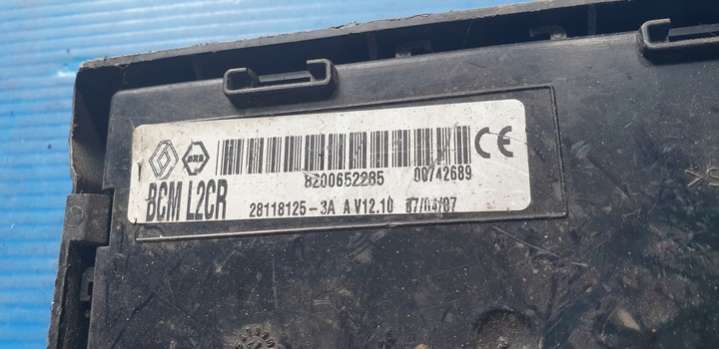 8200652285 00742689
BCM L2CR 28118125-3A A V12.10
CE